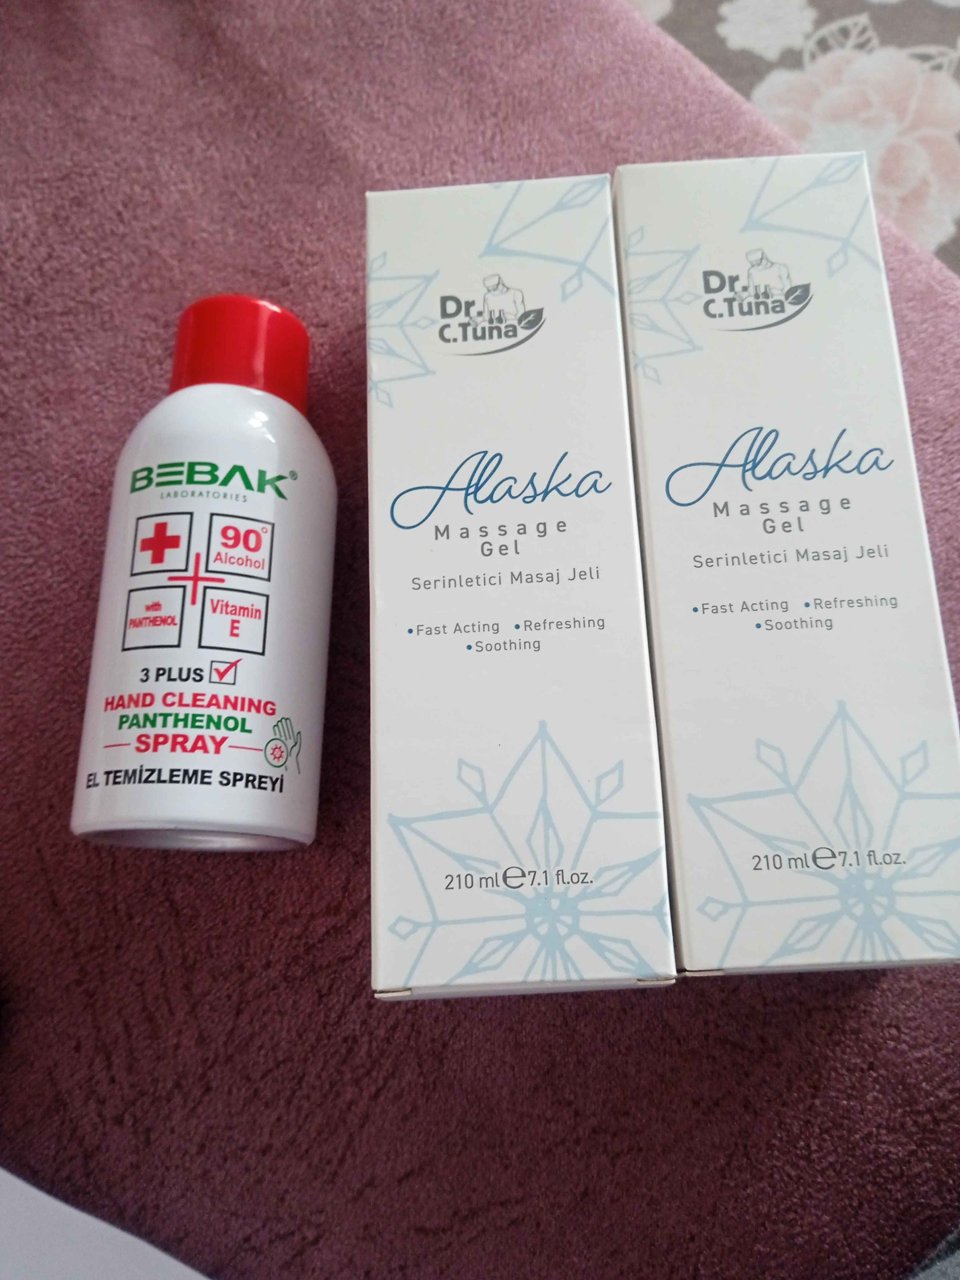 BEBAK®
LABORATORIES
90°
Alcohol
with
PANTHENOL
Vitamin
E
3 PLUS
HAND CLEANING
PANTHENOL
SPRAY
EL TEMİZLEME SPREYİ
Dr.
C.Tuna
Alaska
Massage
Gel
Serinletici Masaj Jeli
•Fast Acting •Refreshing
•Soothing
210 ml℮7.1 fl.oz.
Dr.
C.Tuna
Alaska
Massage
Gel
Serinletici Masaj Jeli
•Fast Acting •Refreshing
•Soothing
210 ml℮7.1 fl.oz.